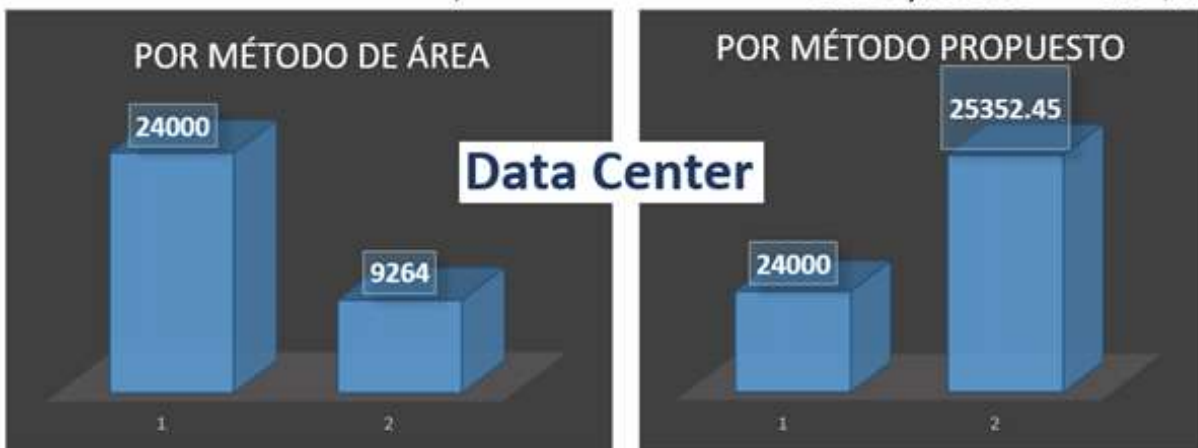 POR MÉTODO DE ÁREA
24000
9264
1
2
Data Center
POR MÉTODO PROPUESTO
25352.45
24000
1
2